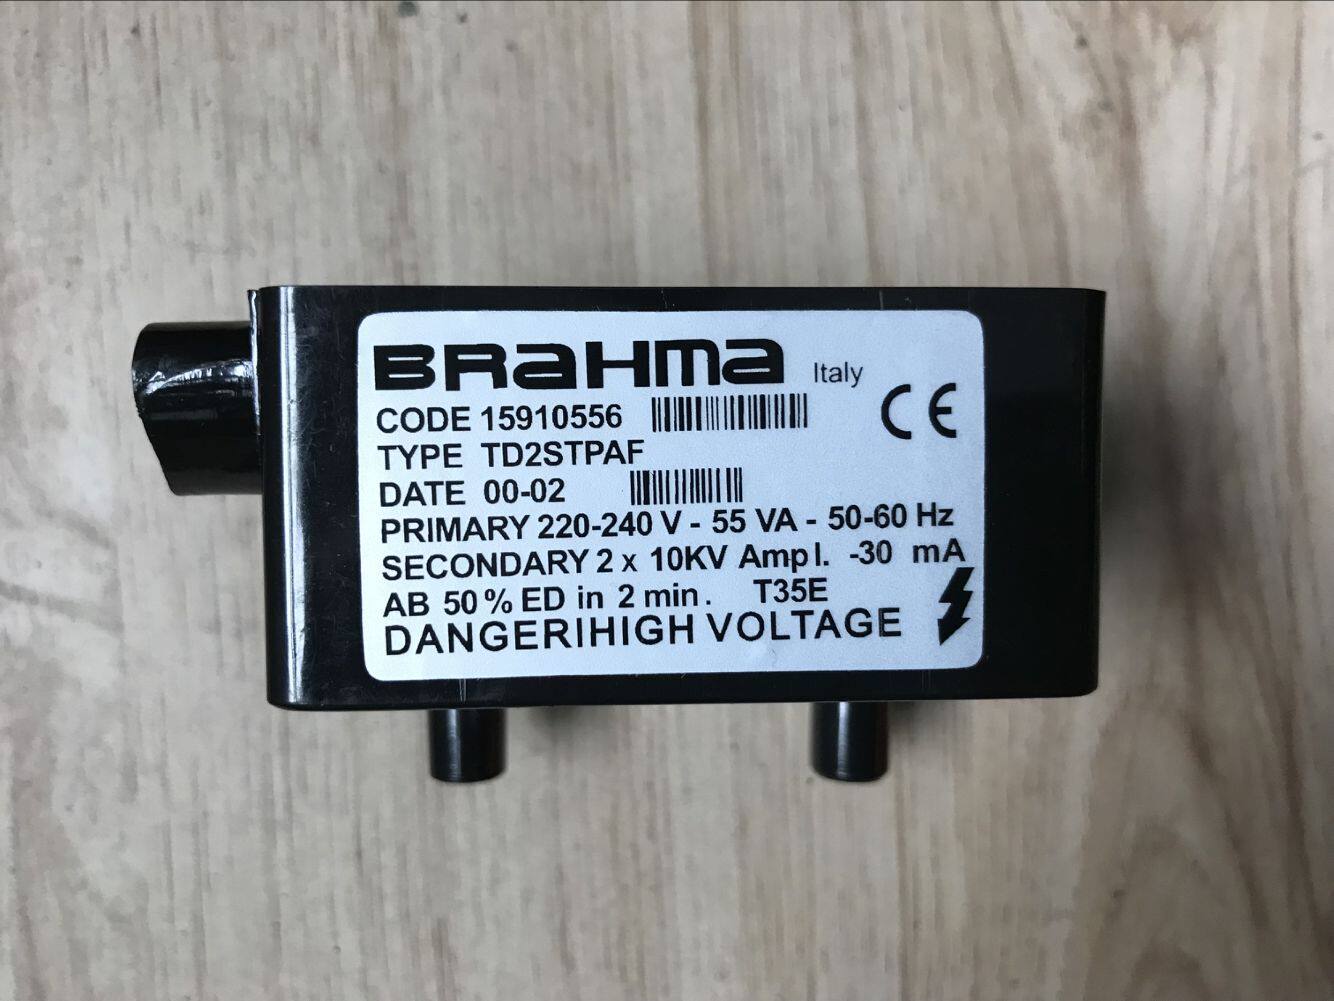 BRAHMA Italy
CODE 15910556
CE
TYPE TD2STPAF
DATE 00-02
PRIMARY 220-240 V - 55 VA - 50-60 Hz
SECONDARY 2 x 10KV Ampl. -30 mA
AB 50% ED in 2 min. T35E
DANGERIHIGH VOLTAGE